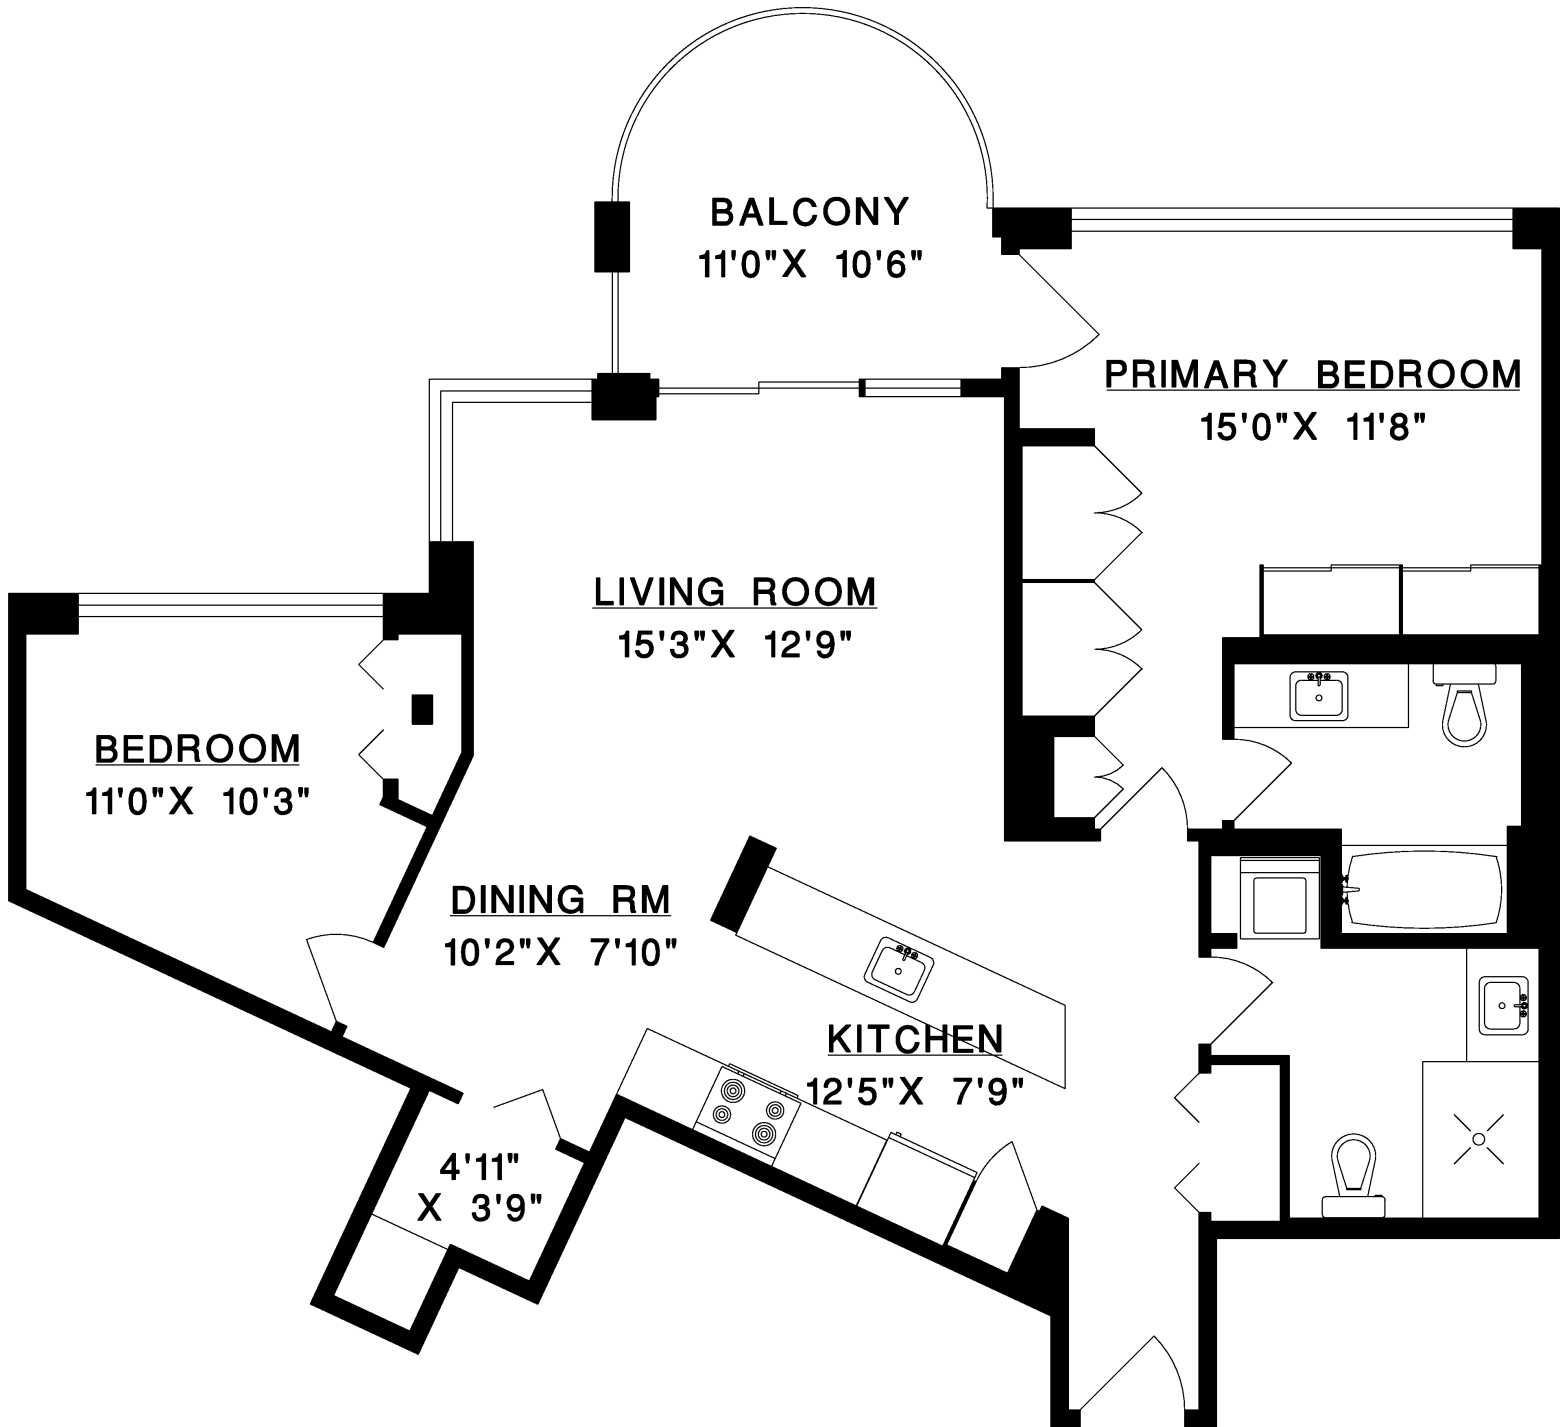 BALCONY
11'0"X 10'6"
PRIMARY BEDROOM
15'0"X 11'8"
LIVING ROOM
15'3"X 12'9"
BEDROOM
11'0"X 10'3"
DINING RM
10'2"X 7'10"
KITCHEN
12'5"X 7'9"
4'11"
X 3'9"